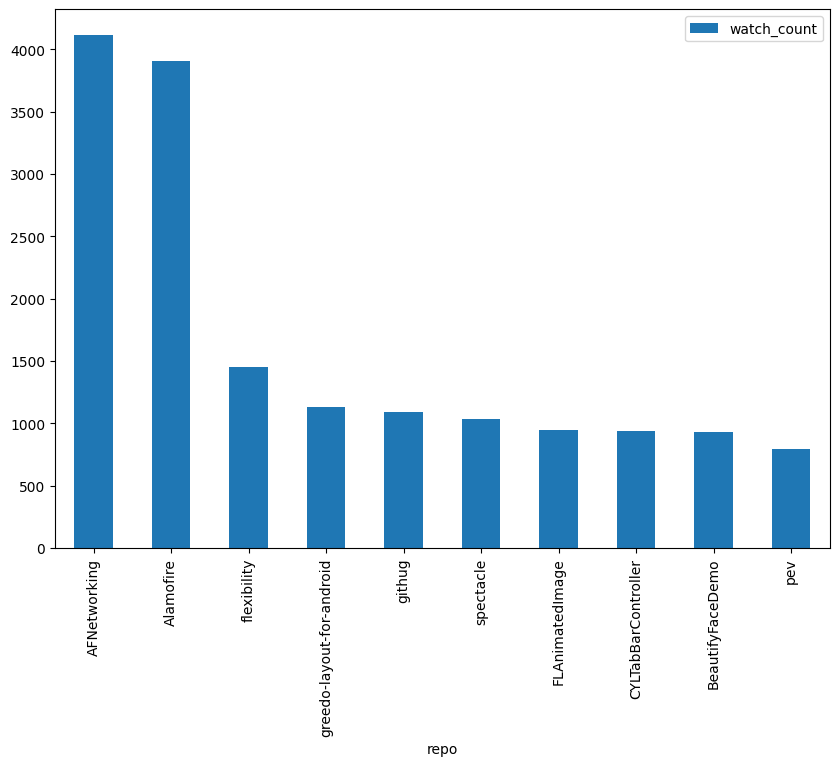 watch_count
4000
3500
3000
2500
2000
1500
1000
500
0
AFNetworking
Alamofire
flexibility
greedo-layout-for-android
githug
spectacle
FLAnimatedImage
CYLTabBarController
BeautifyFaceDemo
pev
repo